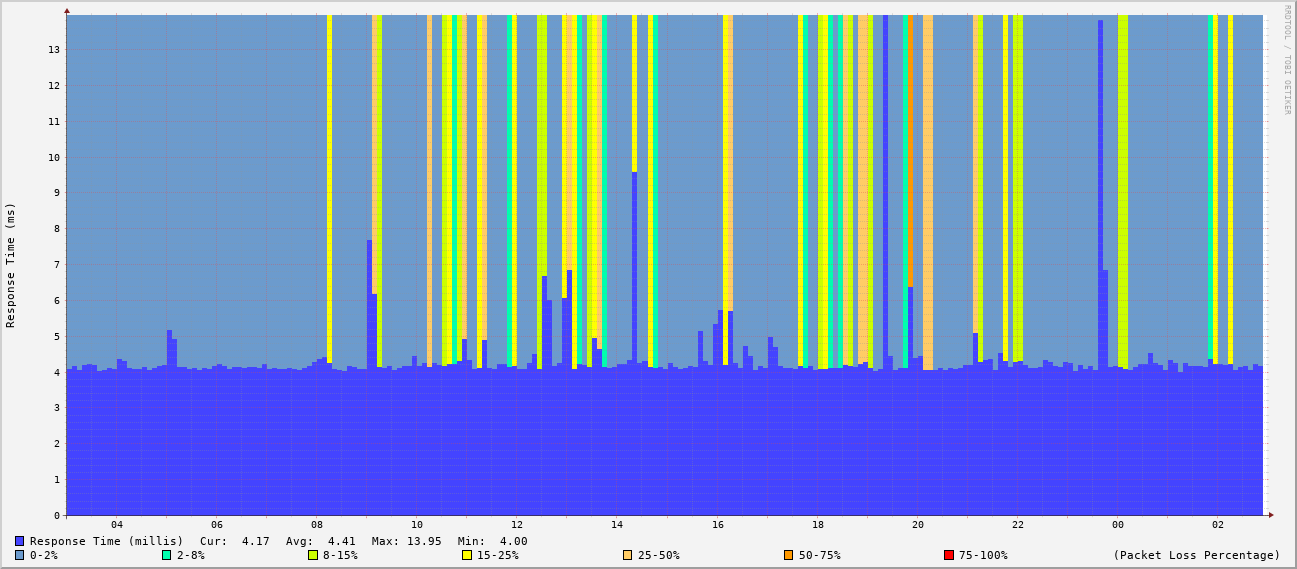 RRDTOOL / TOBI OETIKER
Response Time (ms)
13
12
11
10
9
8
7
6
5
4
3
2
1
0
04 06 08 10 12 14 16 18 20 22 00 02
Response Time (millis) Cur: 4.17 Avg: 4.41 Max: 13.95 Min: 4.00
0-2% 2-8% 8-15% 15-25% 25-50% 50-75% 75-100% (Packet Loss Percentage)